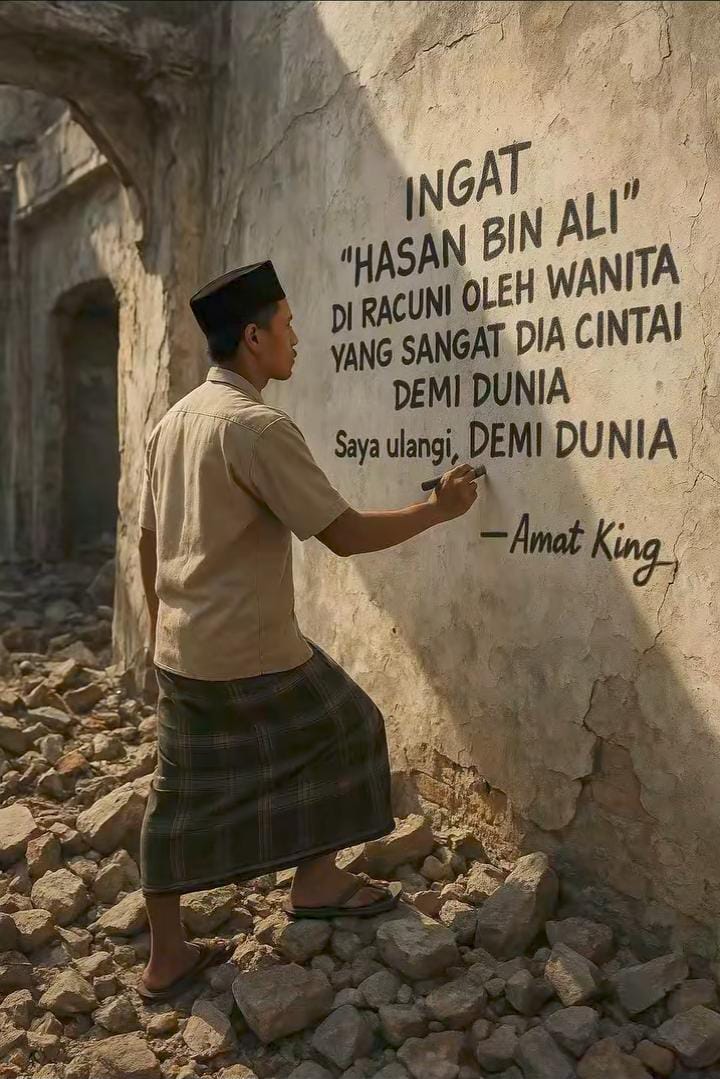 INGAT
"HASAN BIN ALI"
DI RACUNI OLEH WANITA
YANG SANGAT DIA CINTAI
DEMI DUNIA
Saya ulangi, DEMI DUNIA
—Amat King